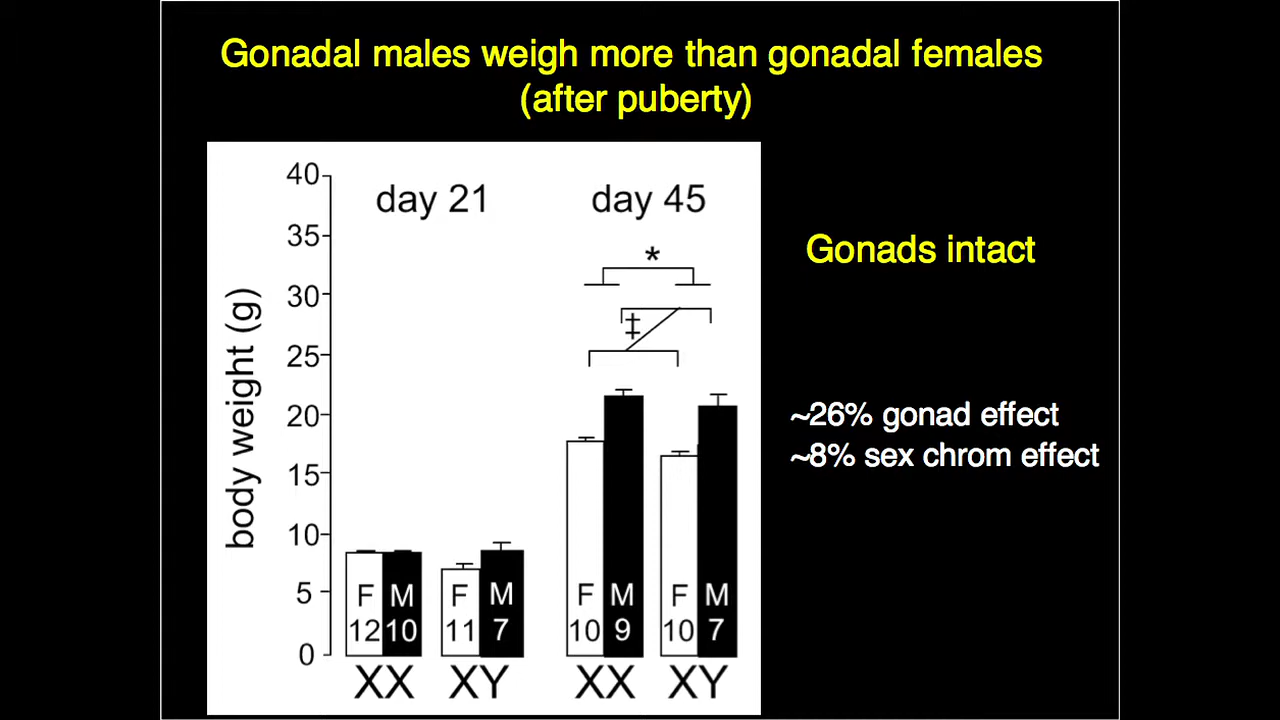 Gonadal males weigh more than gonadal females
(after puberty)
day 21
day 45
Gonads intact
*
‡
~26% gonad effect
~8% sex chrom effect
body weight (g)
40
35
30
25
20
15
10
5
0
F M F M F M F M
12 10 11 7 10 9 10 7
XX XY XX XY